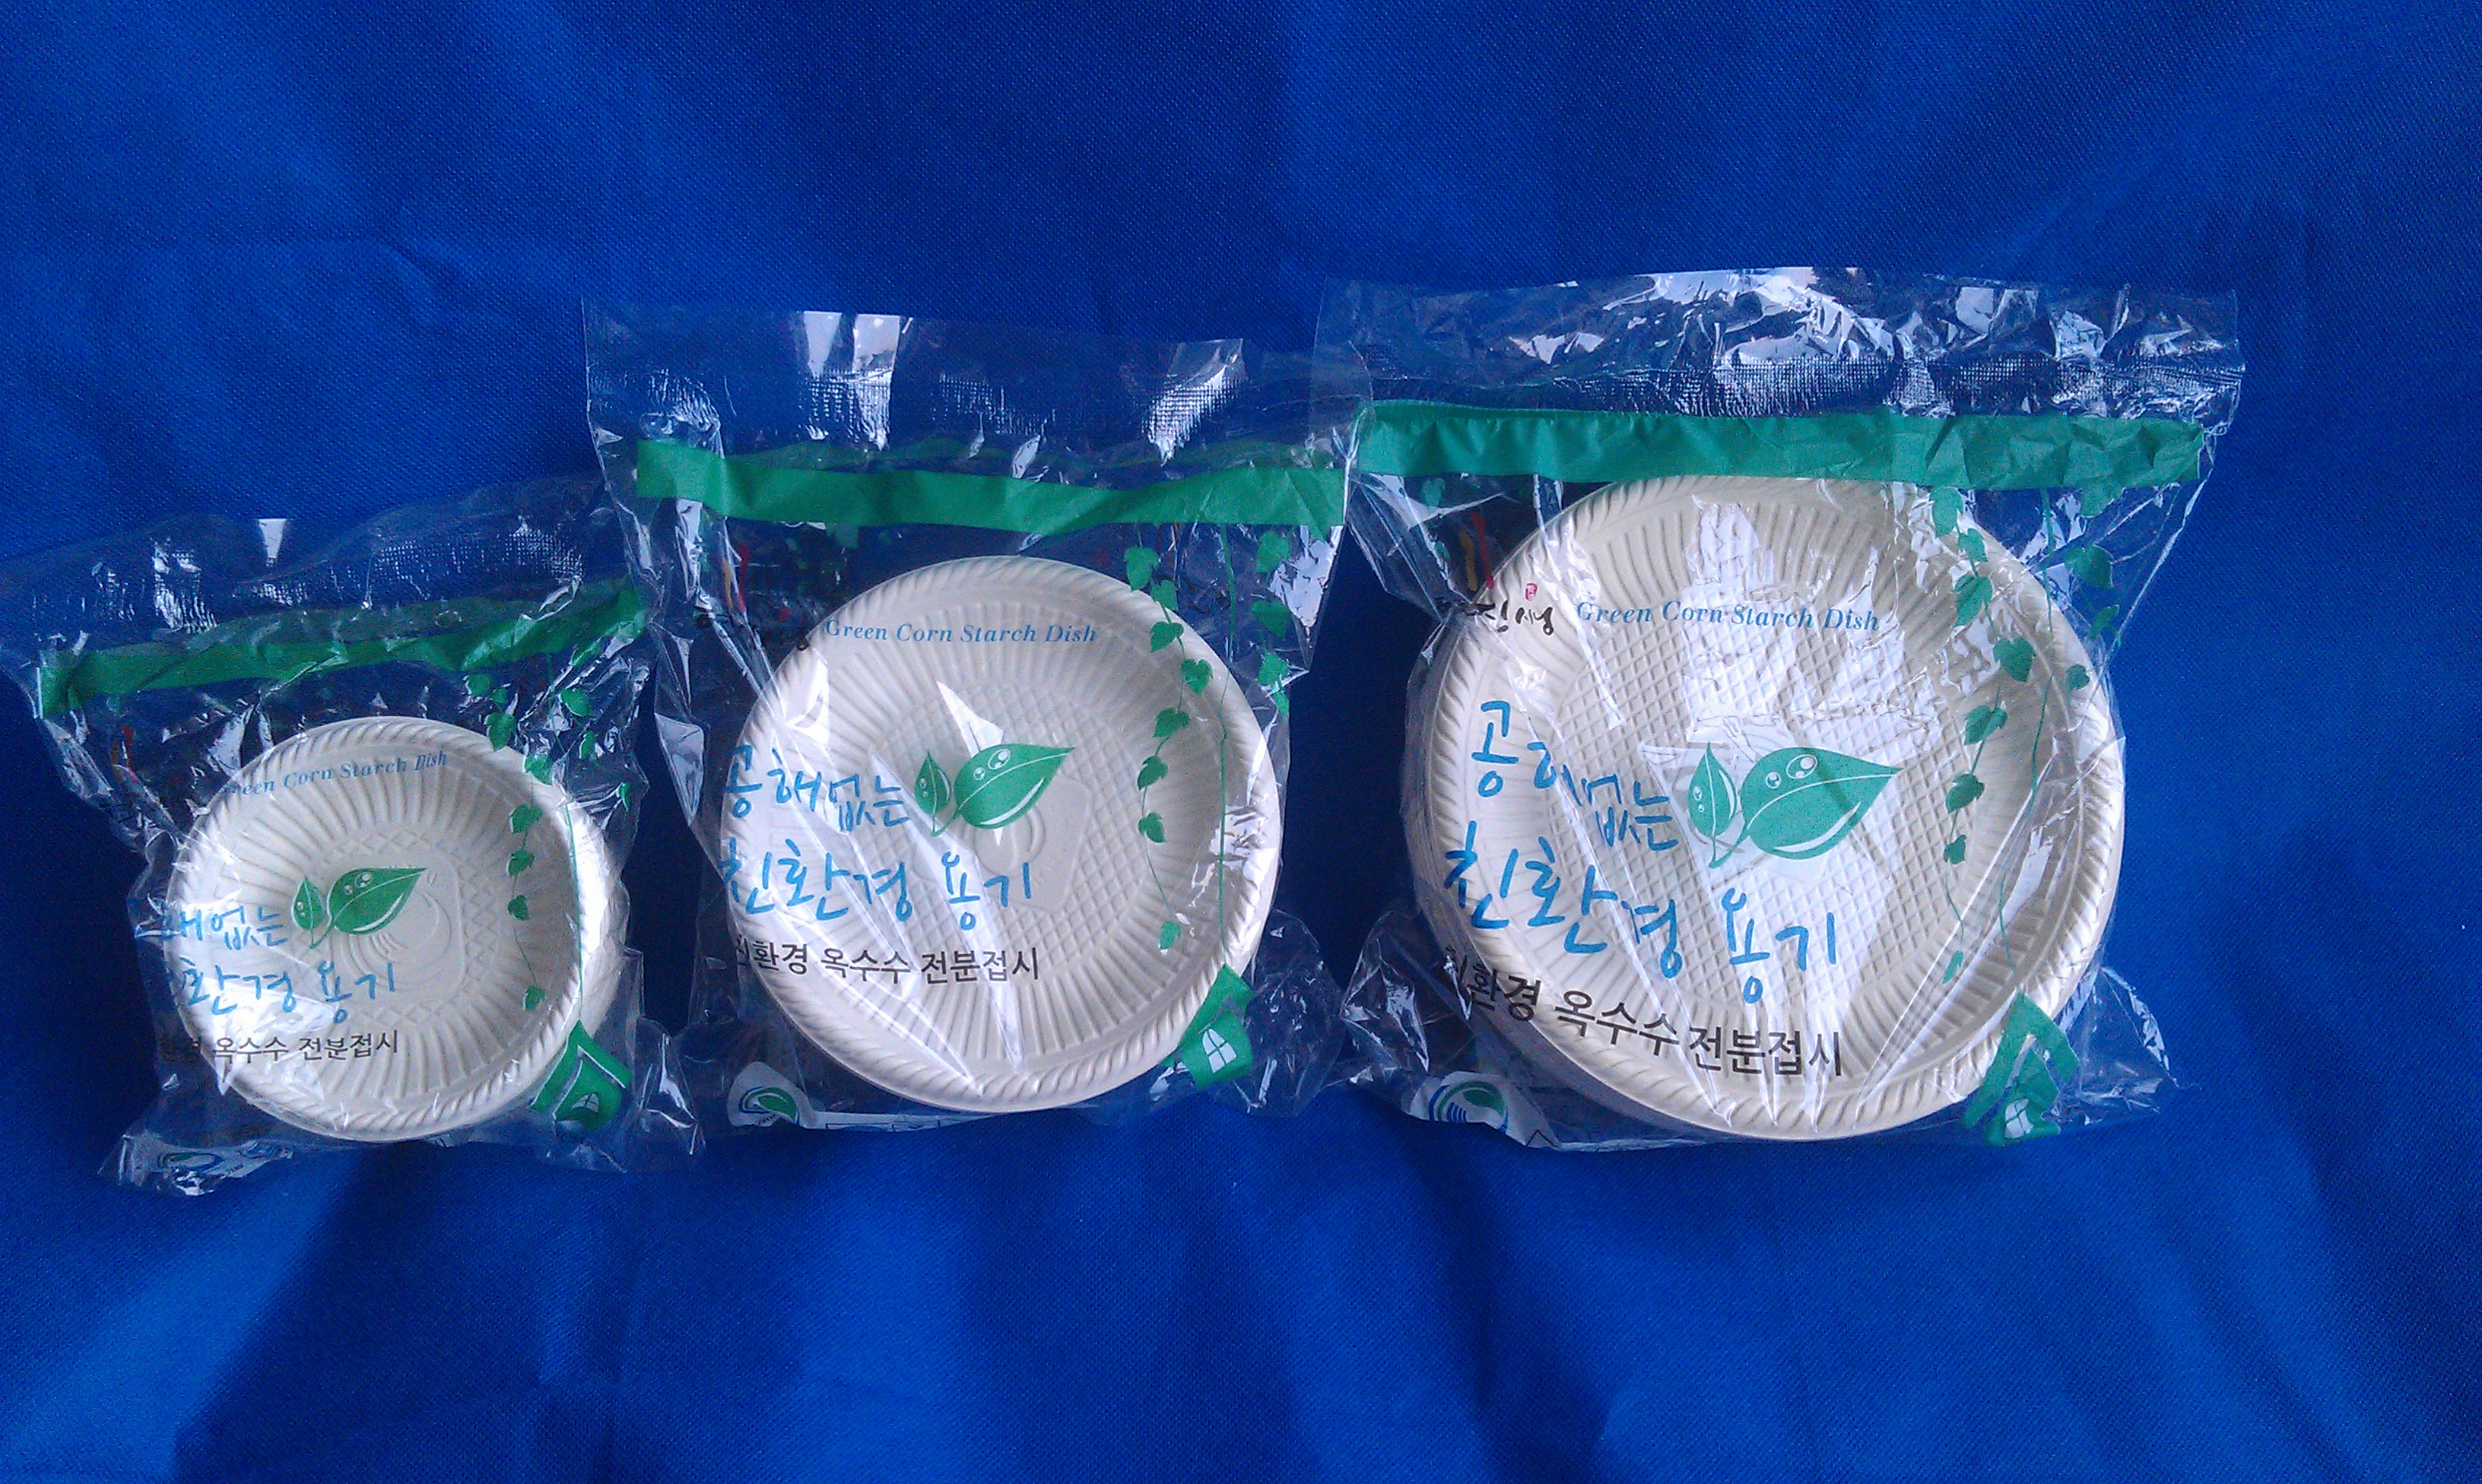 Green Corn Starch Dish
없는
환경 용기
환경 옥수수 전분접시
Green Corn Starch Dish
공해없는
친환경 용기
친환경 옥수수 전분접시
Green Corn Starch Dish
공해없는
친환경 용기
친환경 옥수수 전분접시